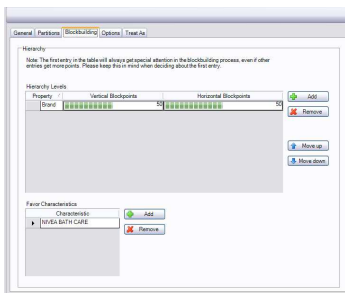 General Partitions Blockbuilding Options Treat As
Hierarchy
Note: The first entry in the table will always get special attention in the blockbuilding process, even if other
entries get more points. Please keep this in mind when deciding about the first entry.
Hierarchy Levels
Property Vertical Blockpoints Horizontal Blockpoints
Brand 50 50
Add
Remove
Move up
Move down
Favor Characteristics
Characteristic
NIVEA BATH CARE
Add
Remove